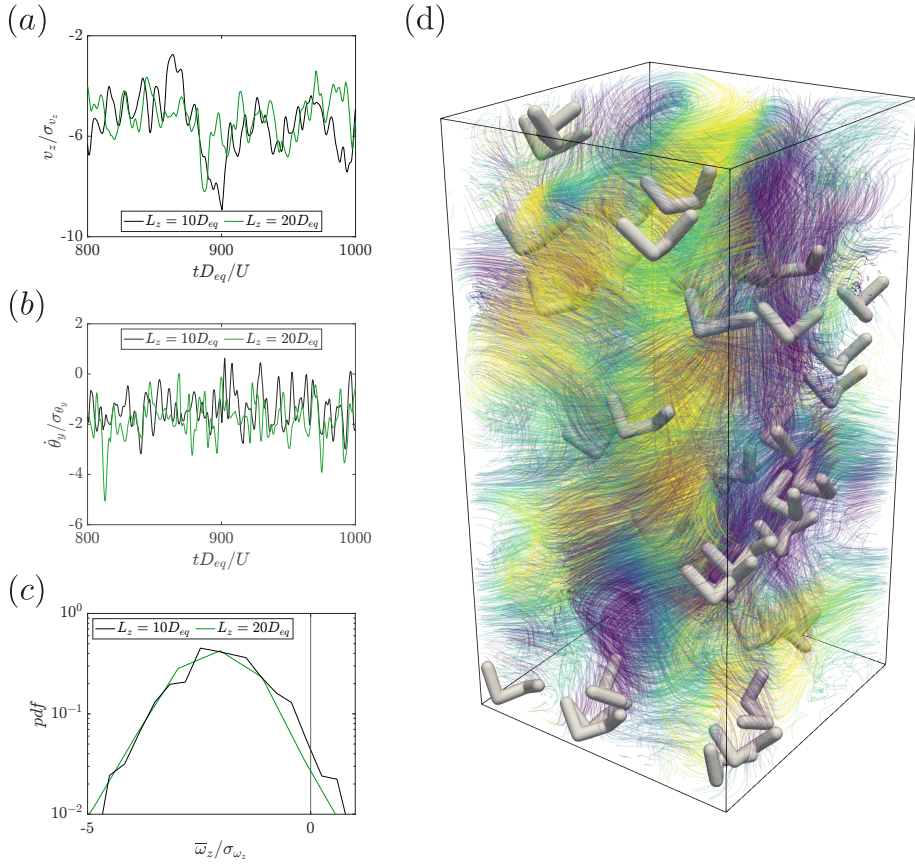 (a)
-2
-6
-10
v_z/σ_{v_z}
L_z = 10D_{eq} L_z = 20D_{eq}
800 900 1000
tD_{eq}/U
(b)
2
0
-2
-4
-6
θ̇_y/σ_{θ_y}
L_z = 10D_{eq} L_z = 20D_{eq}
800 900 1000
tD_{eq}/U
(c)
10^0
10^{-1}
10^{-2}
pdf
L_z = 10D_{eq} L_z = 20D_{eq}
-5 0
ω̅_z/σ_{ω_z}
(d)